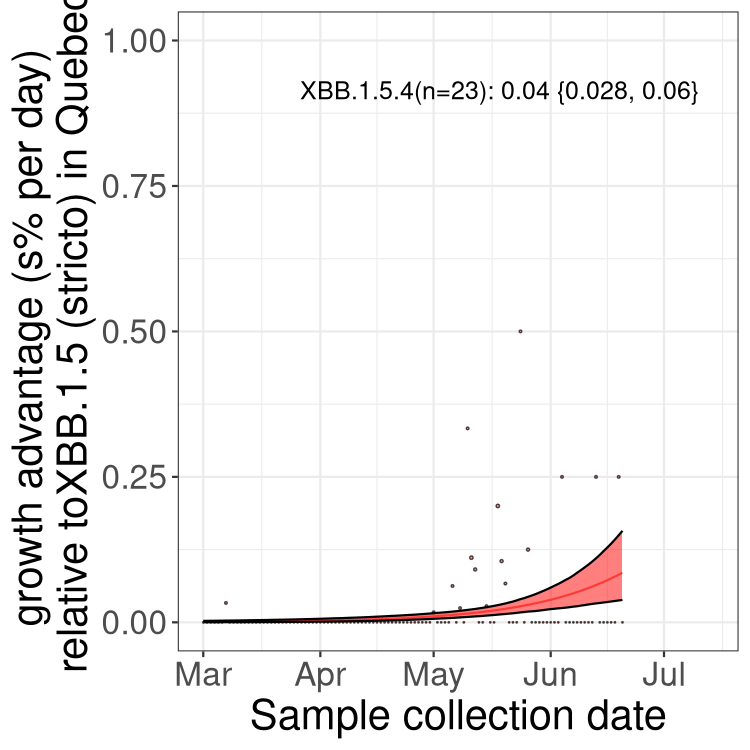 growth advantage (s% per day)
relative toXBB.1.5 (stricto) in Quebec
1.00
0.75
0.50
0.25
0.00
XBB.1.5.4(n=23): 0.04 {0.028, 0.06}
Mar Apr May Jun Jul
Sample collection date